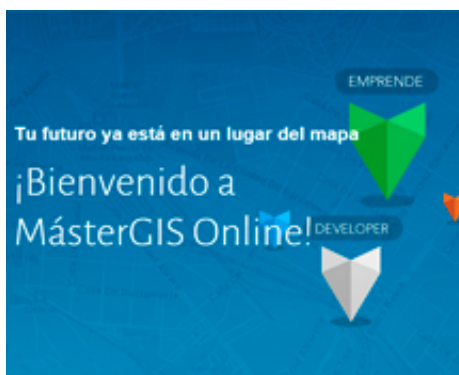 EMPRENDE
Tu futuro ya está en un lugar del mapa
¡Bienvenido a
MásterGIS Online!
DEVELOPER